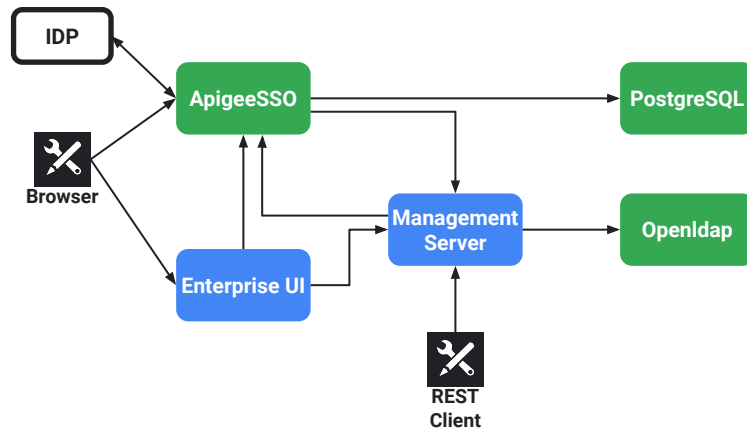 IDP
ApigeeSSO
PostgreSQL
Browser
Management
Server
Openldap
Enterprise UI
REST
Client